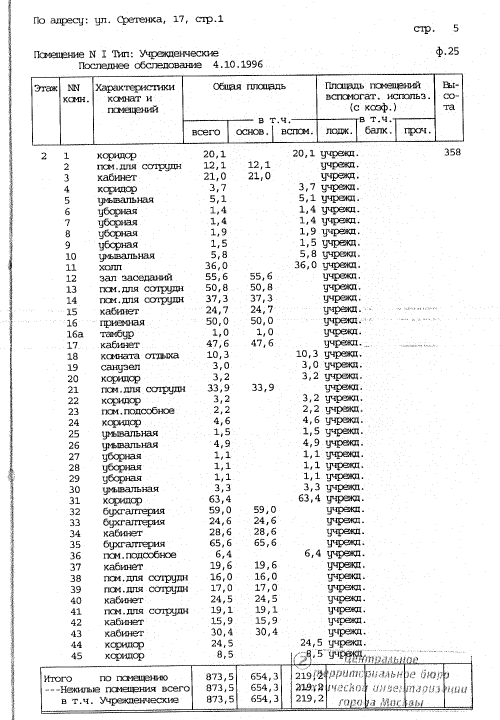 По адресу: ул. Сретенка, 17, стр.1
стр. 5
Помещение N I Тип: Учрежденческие ф.25
Последнее обследование 4.10.1996
Этаж NN комн. Характеристики комнат и помещений Общая площадь Площадь помещений вспомогат. использ. (с коэф.) Высота
в т.ч. в т.ч.
всего основ. вспом. лодж. балк. проч.
2 1 коридор 20,1 20,1 учрежд. 358
2 пом.для сотрудн 12,1 12,1 учрежд.
3 кабинет 21,0 21,0 учрежд.
4 коридор 3,7 3,7 учрежд.
5 умывальная 5,1 5,1 учрежд.
6 уборная 1,4 1,4 учрежд.
7 уборная 1,4 1,4 учрежд.
8 уборная 1,9 1,9 учрежд.
9 уборная 1,5 1,5 учрежд.
10 умывальная 5,8 5,8 учрежд.
11 холл 36,0 36,0 учрежд.
12 зал заседаний 55,6 55,6 учрежд.
13 пом.для сотрудн 50,8 50,8 учрежд.
14 пом.для сотрудн 37,3 37,3 учрежд.
15 кабинет 24,7 24,7 учрежд.
16 приемная 50,0 50,0 учрежд.
16а тамбур 1,0 1,0 учрежд.
17 кабинет 47,6 47,6 учрежд.
18 комната отдыха 10,3 10,3 учрежд.
19 санузел 3,0 3,0 учрежд.
20 коридор 3,2 3,2 учрежд.
21 пом.для сотрудн 33,9 33,9 учрежд.
22 коридор 3,2 3,2 учрежд.
23 пом.подсобное 2,2 2,2 учрежд.
24 коридор 4,6 4,6 учрежд.
25 умывальная 1,5 1,5 учрежд.
26 умывальная 4,9 4,9 учрежд.
27 уборная 1,1 1,1 учрежд.
28 уборная 1,1 1,1 учрежд.
29 уборная 1,1 1,1 учрежд.
30 умывальная 3,3 3,3 учрежд.
31 коридор 63,4 63,4 учрежд.
32 бухгалтерия 59,0 59,0 учрежд.
33 бухгалтерия 24,6 24,6 учрежд.
34 кабинет 28,6 28,6 учрежд.
35 бухгалтерия 65,6 65,6 учрежд.
36 пом.подсобное 6,4 6,4 учрежд.
37 кабинет 19,6 19,6 учрежд.
38 пом.для сотрудн 16,0 16,0 учрежд.
39 пом.для сотрудн 17,0 17,0 учрежд.
40 кабинет 24,5 24,5 учрежд.
41 пом.для сотрудн 19,1 19,1 учрежд.
42 кабинет 15,9 15,9 учрежд.
43 кабинет 30,4 30,4 учрежд.
44 коридор 24,5 24,5 учрежд.
45 коридор 8,5 8,5 учрежд.
Итого по помещению 873,5 654,3 219,2
---Нежилые помещения всего 873,5 654,3 219,2
в т.ч. Учрежденческие 873,5 654,3 219,2
Центральное
территориальное бюро
технической инвентаризации
города Москвы